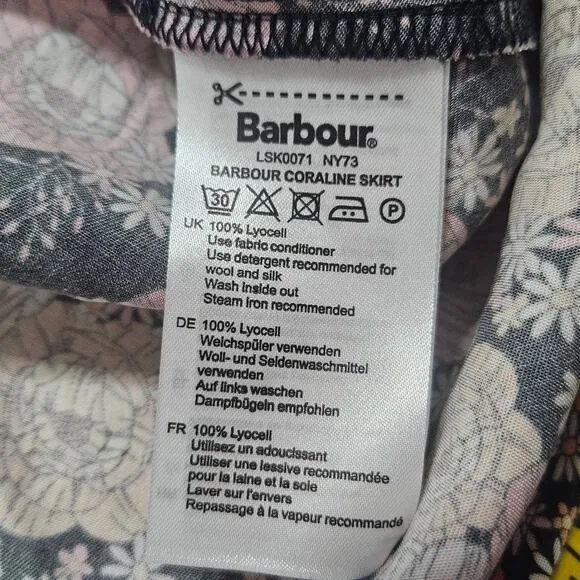 Barbour®
LSK0071 NY73
BARBOUR CORALINE SKIRT
30 P
UK 100% Lyocell
Use fabric conditioner
Use detergent recommended for
wool and silk
Wash inside out
Steam iron recommended
DE 100% Lyocell
Weichspüler verwenden
Woll- und Seidenwaschmittel
verwenden
Auf links waschen
Dampfbügeln empfohlen
FR 100% Lyocell
Utilisez un adoucissant
Utiliser une lessive recommandée
pour la laine et la soie
Laver sur l'envers
Repassage à la vapeur recommandé